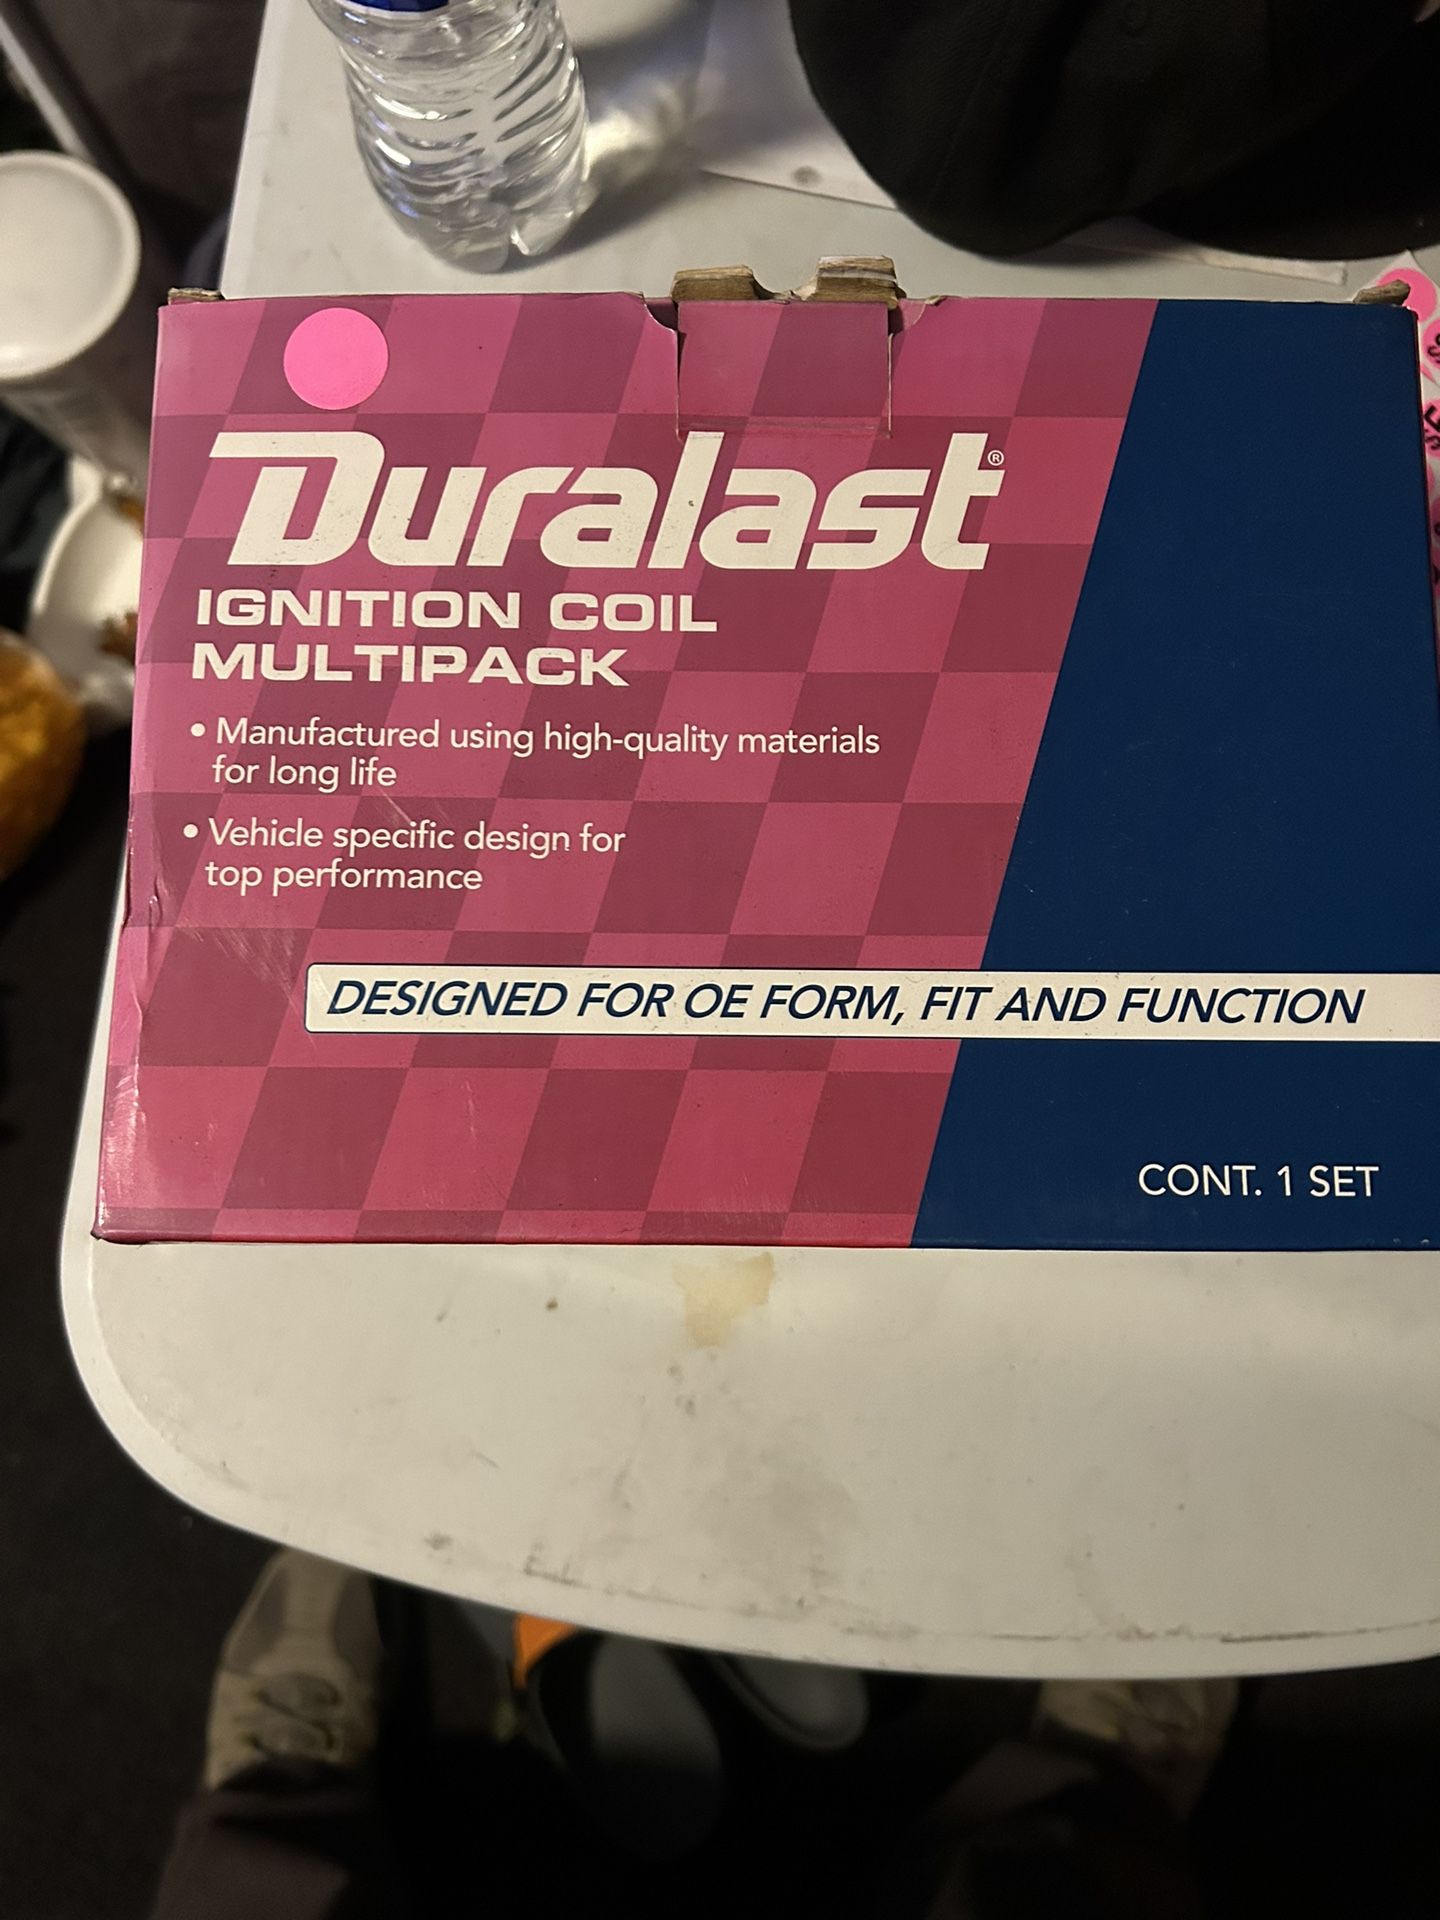 Duralast®
IGNITION COIL
MULTIPACK
• Manufactured using high-quality materials
for long life
• Vehicle specific design for
top performance
DESIGNED FOR OE FORM, FIT AND FUNCTION
CONT. 1 SET